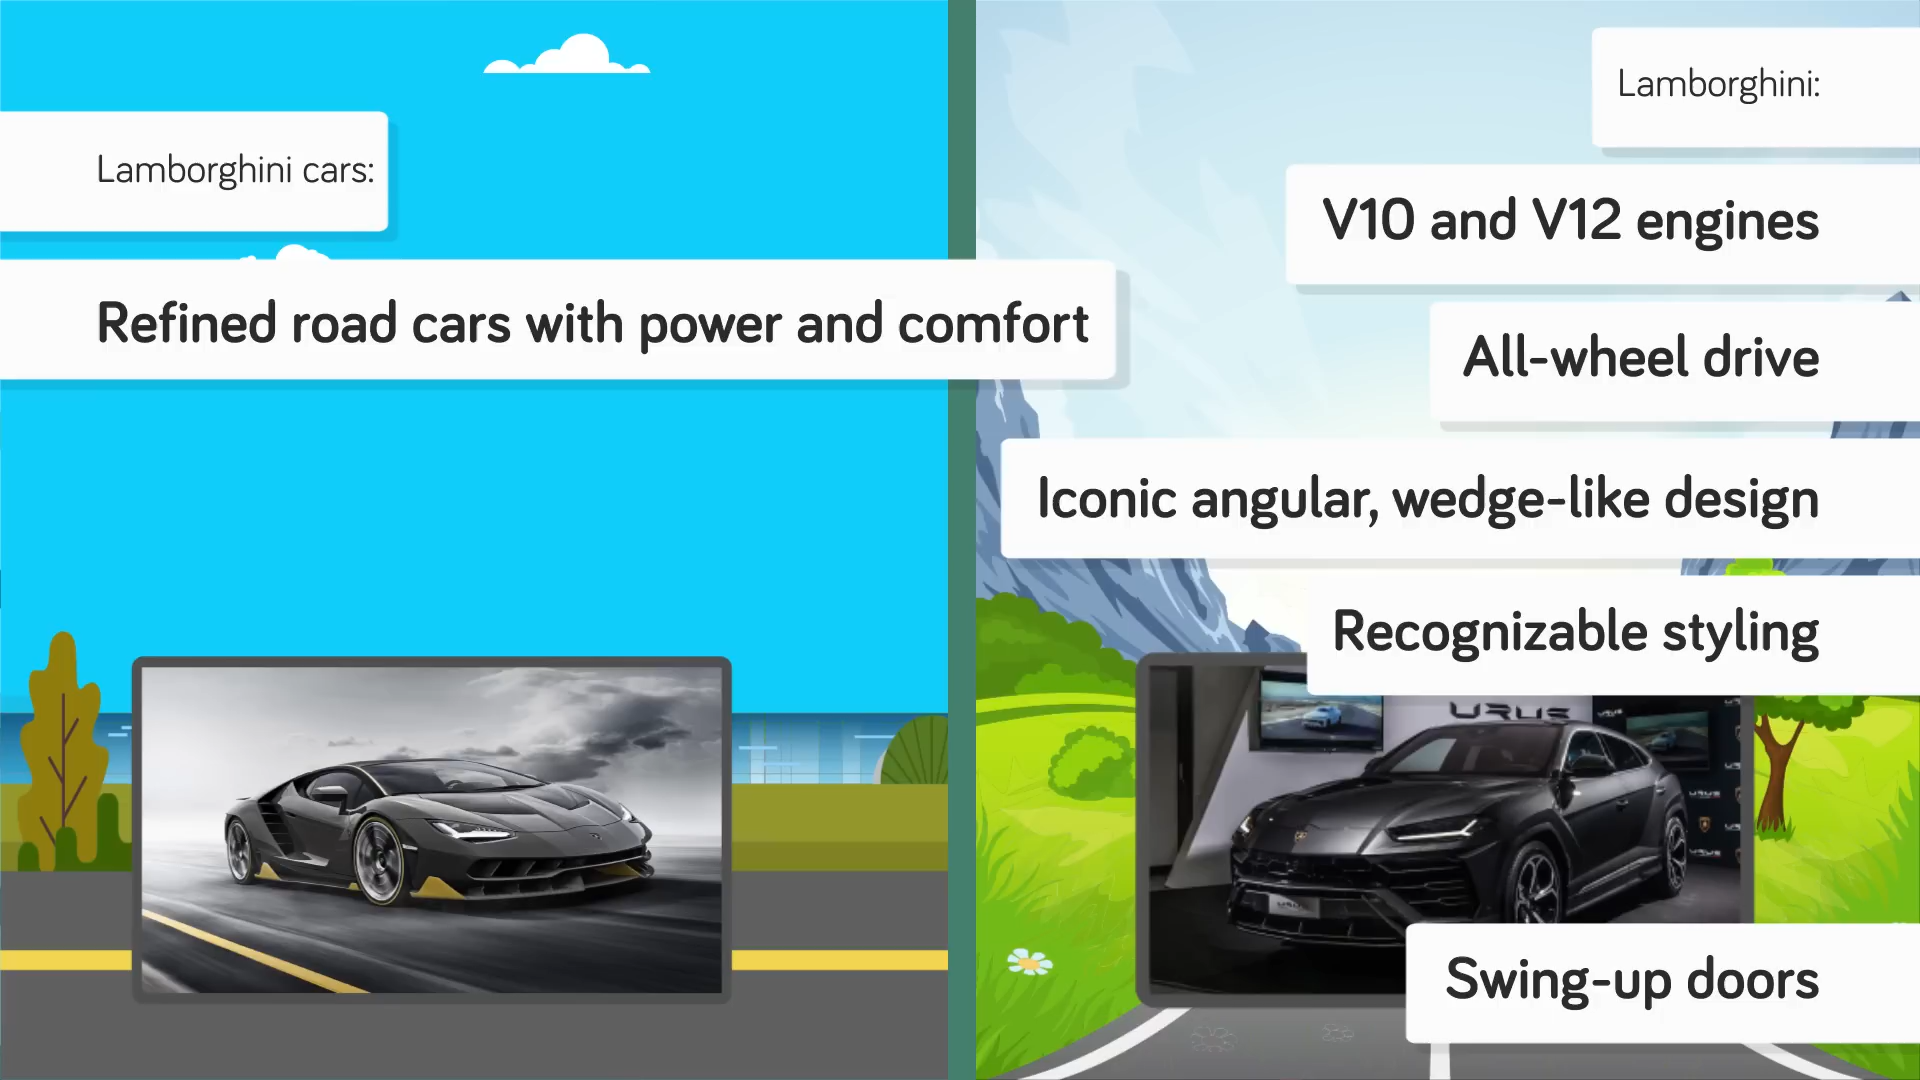 Lamborghini cars:
Refined road cars with power and comfort
Lamborghini:
V10 and V12 engines
All-wheel drive
Iconic angular, wedge-like design
Recognizable styling
URUS
URUS
Swing-up doors